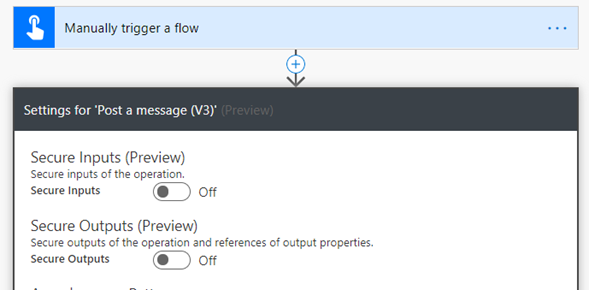 Manually trigger a flow
Settings for 'Post a message (V3)' (Preview)
Secure Inputs (Preview)
Secure inputs of the operation.
Secure Inputs Off
Secure Outputs (Preview)
Secure outputs of the operation and references of output properties.
Secure Outputs Off